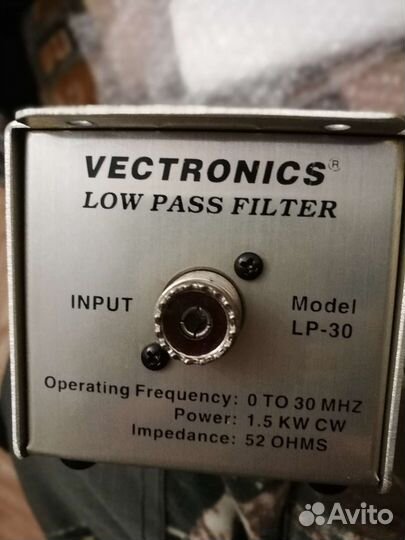 VECTRONICS®
LOW PASS FILTER
INPUT
Model
LP-30
Operating Frequency: 0 TO 30 MHZ
Power: 1.5 KW CW
Impedance: 52 OHMS
Avito